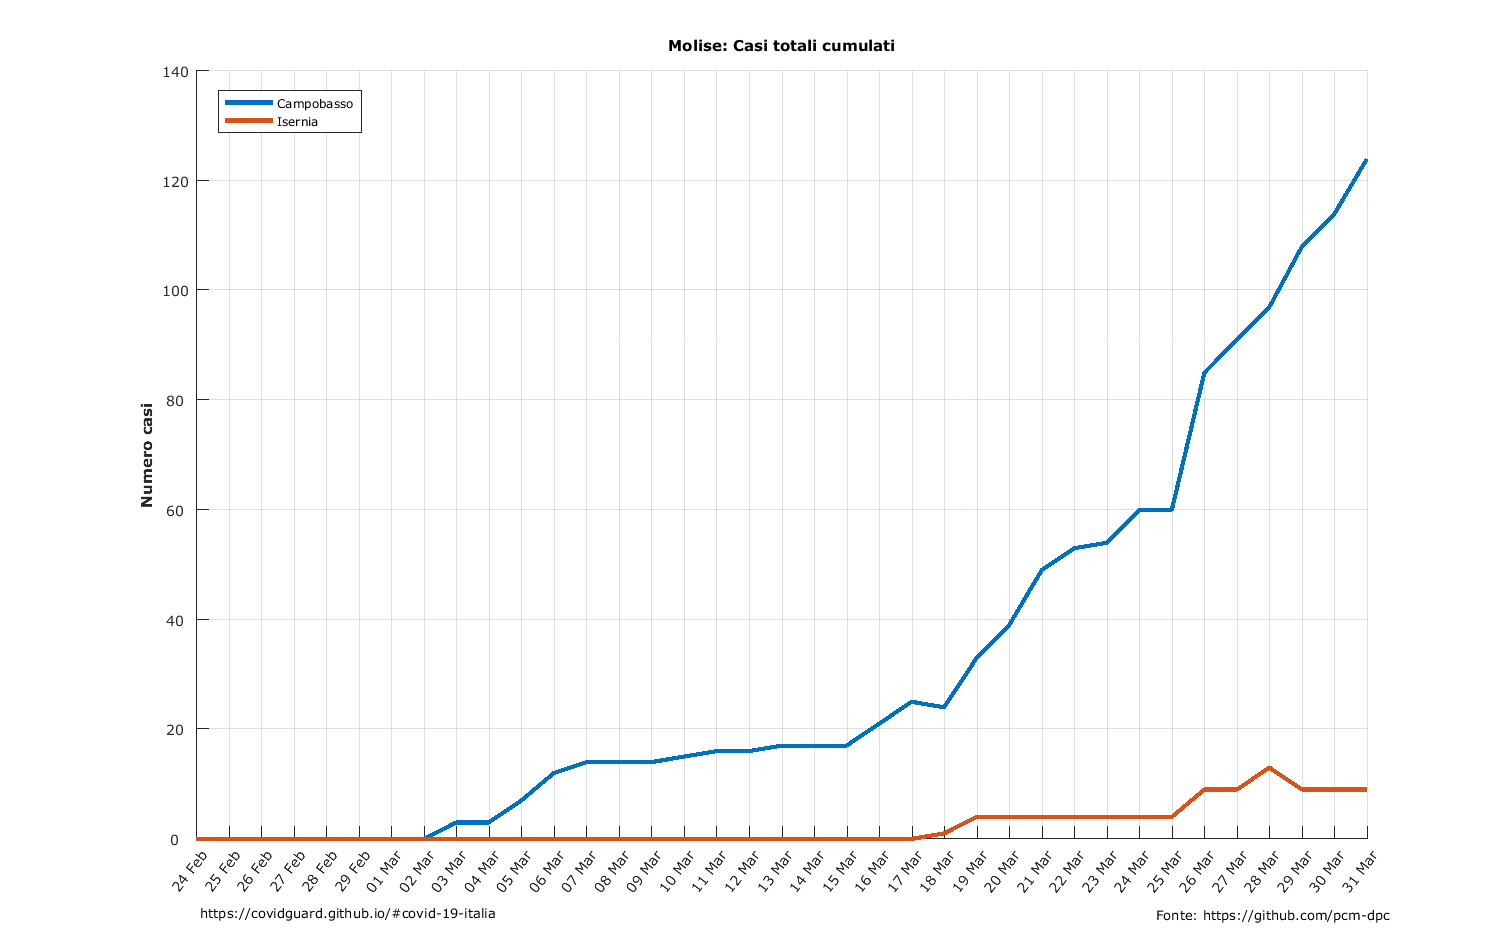 Molise: Casi totali cumulati
140
120
100
80
60
40
20
0
Numero casi
Campobasso
Isernia
24 Feb
25 Feb
26 Feb
27 Feb
28 Feb
29 Feb
01 Mar
02 Mar
03 Mar
04 Mar
05 Mar
06 Mar
07 Mar
08 Mar
09 Mar
10 Mar
11 Mar
12 Mar
13 Mar
14 Mar
15 Mar
16 Mar
17 Mar
18 Mar
19 Mar
20 Mar
21 Mar
22 Mar
23 Mar
24 Mar
25 Mar
26 Mar
27 Mar
28 Mar
29 Mar
30 Mar
31 Mar
https://covidguard.github.io/#covid-19-italia
Fonte: https://github.com/pcm-dpc